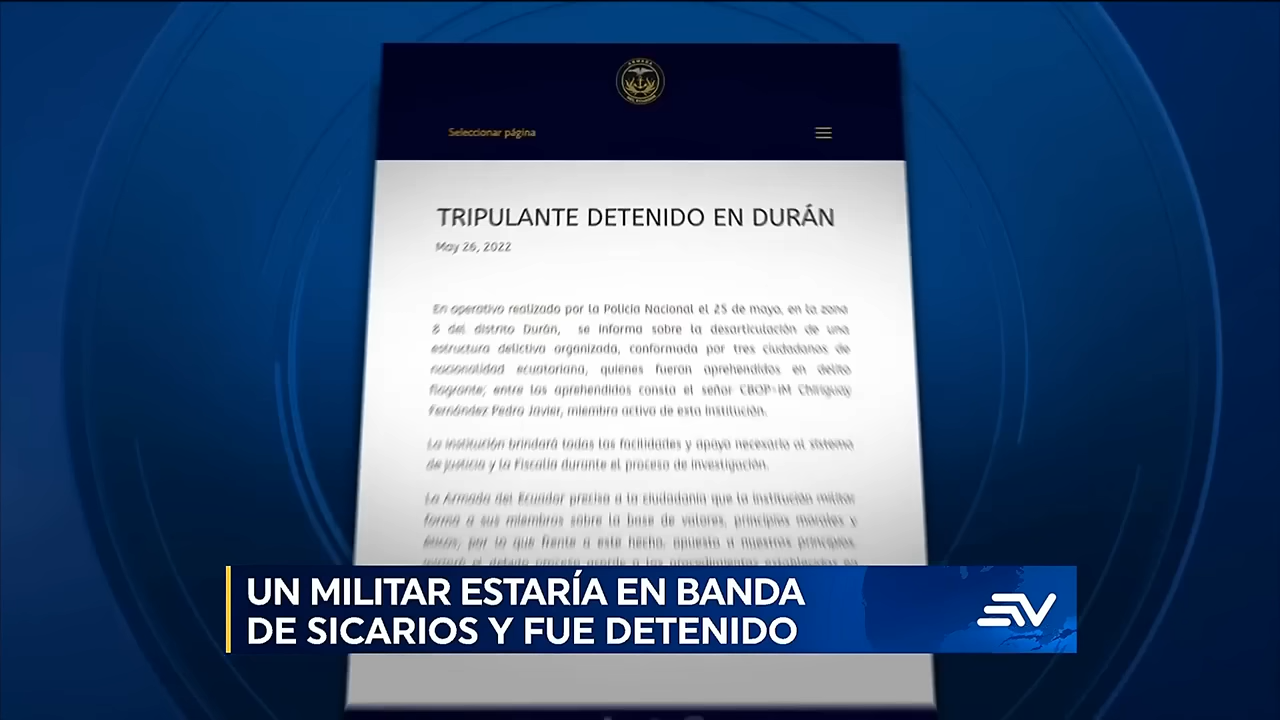 Seleccionar página
TRIPULANTE DETENIDO EN DURÁN
May 26, 2022
En operativo realizado por la Policía Nacional el 25 de mayo, en la zona
8 del distrito Durán, se informa sobre la desarticulación de una
estructura delictiva organizada, conformada por tres ciudadanos de
nacionalidad ecuatoriana, quienes fueron aprehendidos en delito
flagrante; entre los aprehendidos consta el señor CBOP-IM Chiriguay
Fernández Pedro Javier, miembro activo de esta Institución.
La institución brindará todas las facilidades y apoyo necesario al sistema
de justicia y la Fiscalía durante el proceso de investigación.
La Armada del Ecuador precisa a la ciudadanía que la institución militar
forma a sus miembros sobre la base de valores, principios morales y
éticos, por lo que frente a este hecho, opuesto a nuestros principios,
UN MILITAR ESTARÍA EN BANDA
DE SICARIOS Y FUE DETENIDO